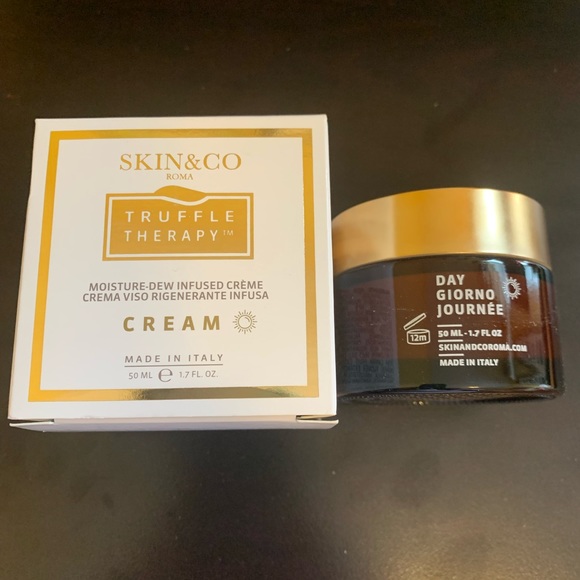 SKIN&CO
ROMA
TRUFFLE
THERAPY™
MOISTURE-DEW INFUSED CRÈME
CREMA VISO RIGENERANTE INFUSA
CREAM
MADE IN ITALY
50 ML ℮ 1.7 FL. OZ.
DAY
GIORNO
JOURNÉE
12m
50 ML - 1.7 FL OZ
SKINANDCOROMA.COM
MADE IN ITALY